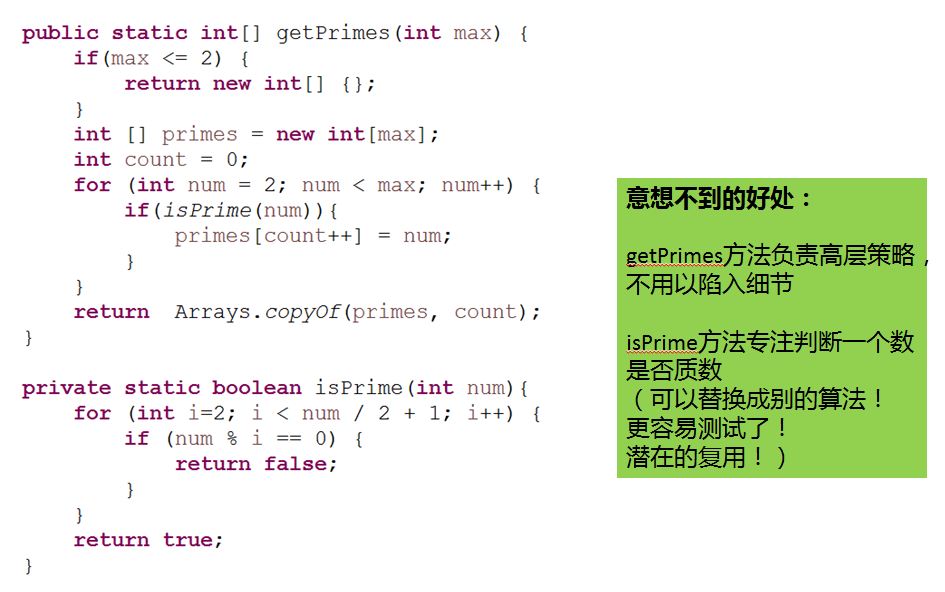 public static int[] getPrimes(int max) {
    if(max <= 2) {
        return new int[] {};
    }
    int [] primes = new int[max];
    int count = 0;
    for (int num = 2; num < max; num++) {
        if(isPrime(num)){
            primes[count++] = num;
        }
    }
    return  Arrays.copyOf(primes, count);
}
private static boolean isPrime(int num){
    for (int i=2; i < num / 2 + 1; i++) {
        if (num % i == 0) {
            return false;
        }
    }
    return true;
}
意想不到的好处：
getPrimes方法负责高层策略，
不用以陷入细节
isPrime方法专注判断一个数
是否质数
（可以替换成别的算法！
更容易测试了！
潜在的复用！）